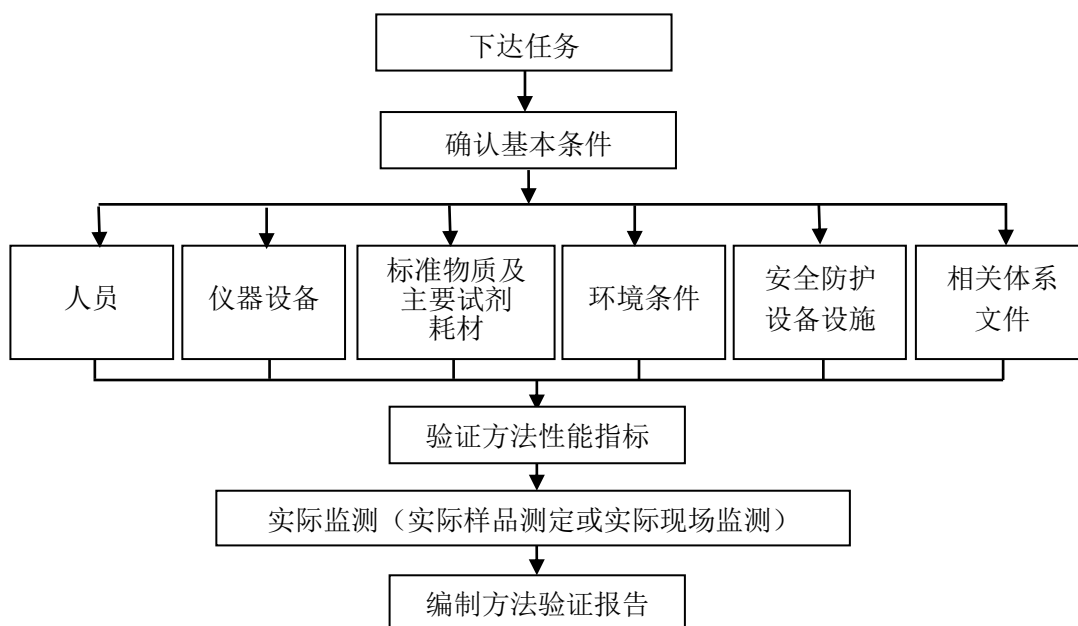 下达任务
确认基本条件
人员
仪器设备
标准物质及
主要试剂
耗材
环境条件
安全防护
设备设施
相关体系
文件
验证方法性能指标
实际监测（实际样品测定或实际现场监测）
编制方法验证报告